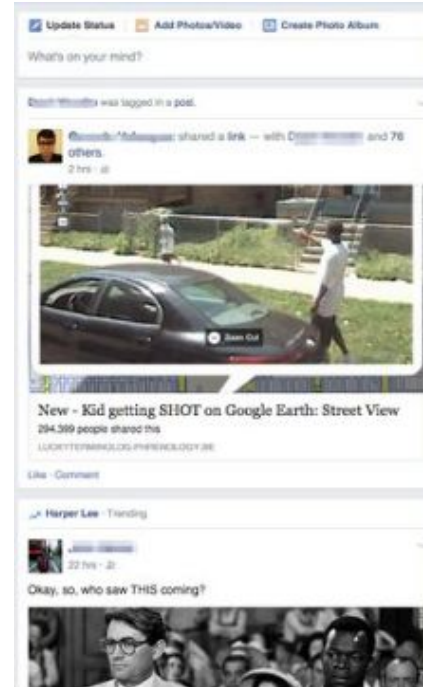 Update Status Add Photos/Video Create Photo Album
What's on your mind?
was tagged in a post.
shared a link — with D and 76
others.
2 hrs ·
Zoom Out
New - Kid getting SHOT on Google Earth: Street View
294,399 people shared this
Like · Comment
Harper Lee · Trending
22 hrs ·
Okay, so, who saw THIS coming?